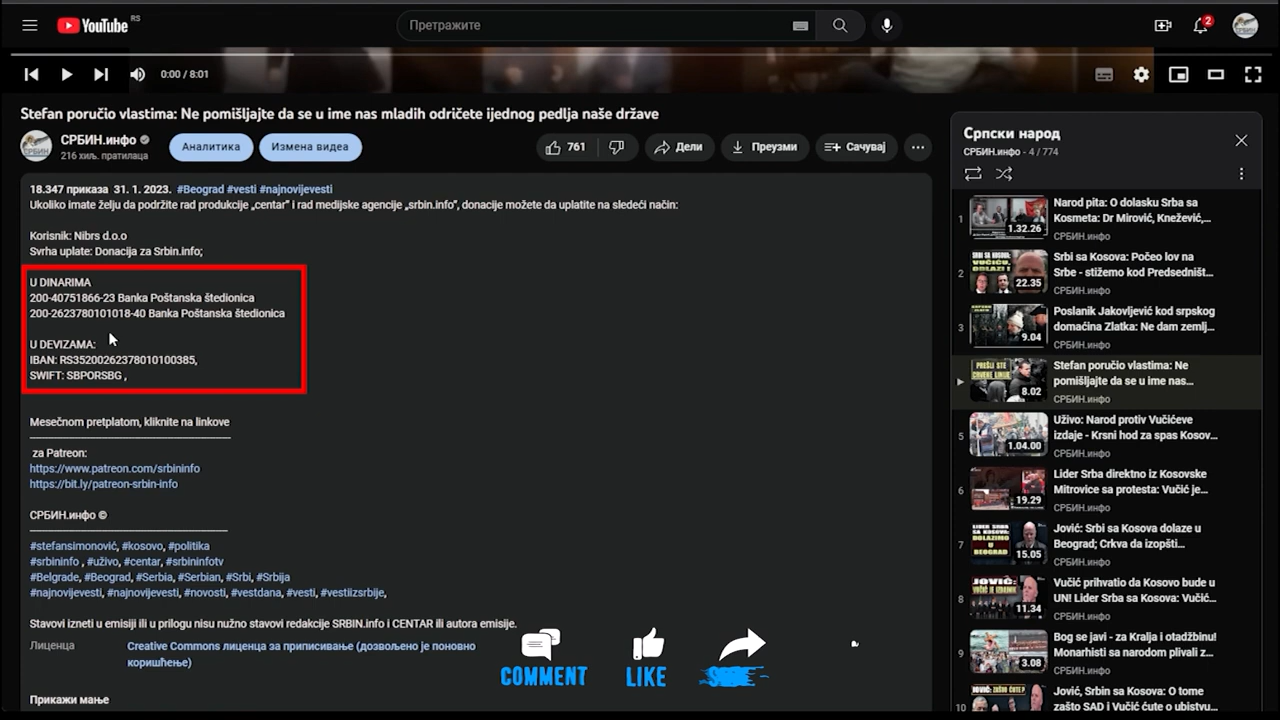 YouTube RS
Претражите
2
0:00 / 8:01
Stefan poručio vlastima: Ne pomišljajte da se u ime nas mladih odričete ijednog pedlja naše države
СРБИН.инфо
216 хиљ. пратилаца
Аналитика
Измена видеа
761
Дели
Преузми
Сачувај
18.347 приказа 31. 1. 2023. #Beograd #vesti #najnovijevesti
Ukoliko imate želju da podržite rad produkcije „centar" i rad medijske agencije „srbin.info", donacije možete da uplatite na sledeći način:
Korisnik: Nibrs d.o.o
Svrha uplate: Donacija za Srbin.info;
U DINARIMA
200-40751866-23 Banka Poštanska štedionica
200-2623780101018-40 Banka Poštanska štedionica
U DEVIZAMA:
IBAN: RS35200262378010100385,
SWIFT: SBPORSBG ,
Mesečnom pretplatom, kliknite na linkove
za Patreon:
https://www.patreon.com/srbininfo
https://bit.ly/patreon-srbin-info
СРБИН.инфо ©
#stefansimonović, #kosovo, #politika
#srbininfo , #uživo, #centar, #srbininfotv
#Belgrade, #Beograd, #Serbia, #Serbian, #Srbi, #Srbija
#najnovijevesti, #najnovijevesti, #novosti, #vestdana, #vesti, #vestiizsrbije,
Stavovi izneti u emisiji ili u prilogu nisu nužno stavovi redakcije SRBIN.info i CENTAR ili autora emisije.
Лиценца
Creative Commons лиценца за приписивање (дозвољено је поновно
коришћење)
Прикажи мање
COMMENT
LIKE
Српски народ
СРБИН.инфо - 4 / 774
1
1.32.26
Narod pita: O dolasku Srba sa
Kosmeta: Dr Mirović, Knežević,...
СРБИН.инфо
2
22.35
Srbi sa Kosova: Počeo lov na
Srbe - stižemo kod Predsedništ...
СРБИН.инфо
3
9.04
Poslanik Jakovljević kod srpskog
domaćina Zlatka: Ne dam zemlj...
СРБИН.инфо
8.02
Stefan poručio vlastima: Ne
pomišljajte da se u ime nas...
СРБИН.инфо
5
1.04.00
Uživo: Narod protiv Vučićeve
izdaje - Krsni hod za spas Kosov...
СРБИН.инфо
6
19.29
Lider Srba direktno iz Kosovske
Mitrovice sa protesta: Vučić je...
СРБИН.инфо
7
15.05
Jović: Srbi sa Kosova dolaze u
Beograd; Crkva da izopšti...
СРБИН.инфо
8
11.34
Vučić prihvatio da Kosovo bude u
UN! Lider Srba sa Kosova: Vučić...
СРБИН.инфо
9
3.08
Bog se javi - za Kralja i otadžbinu!
Monarhisti sa narodom plivali z...
СРБИН.инфо
10
Jović, Srbin sa Kosova: O tome
zašto SAD i Vučić ćute o ubistvu...